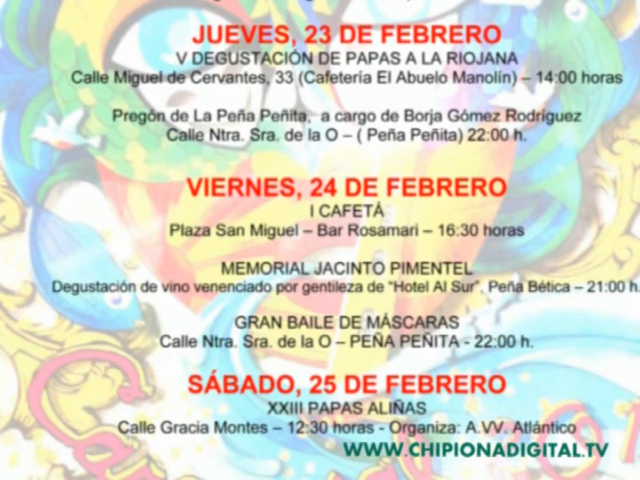 JUEVES, 23 DE FEBRERO
V DEGUSTACIÓN DE PAPAS A LA RIOJANA
Calle Miguel de Cervantes, 33 (Cafetería El Abuelo Manolín) – 14:00 horas
Pregón de La Peña Peñita, a cargo de Borja Gómez Rodríguez
Calle Ntra. Sra. de la O – ( Peña Peñita) 22:00 h.
VIERNES, 24 DE FEBRERO
I CAFETÁ
Plaza San Miguel – Bar Rosamari – 16:30 horas
MEMORIAL JACINTO PIMENTEL
Degustación de vino venenciado por gentileza de "Hotel Al Sur". Peña Bética – 21:00 h.
GRAN BAILE DE MÁSCARAS
Calle Ntra. Sra. de la O – PEÑA PEÑITA - 22:00 h.
SÁBADO, 25 DE FEBRERO
XXIII PAPAS ALIÑAS
Calle Gracia Montes – 12:30 horas - Organiza: A.VV. Atlántico
WWW.CHIPIONADIGITAL.TV